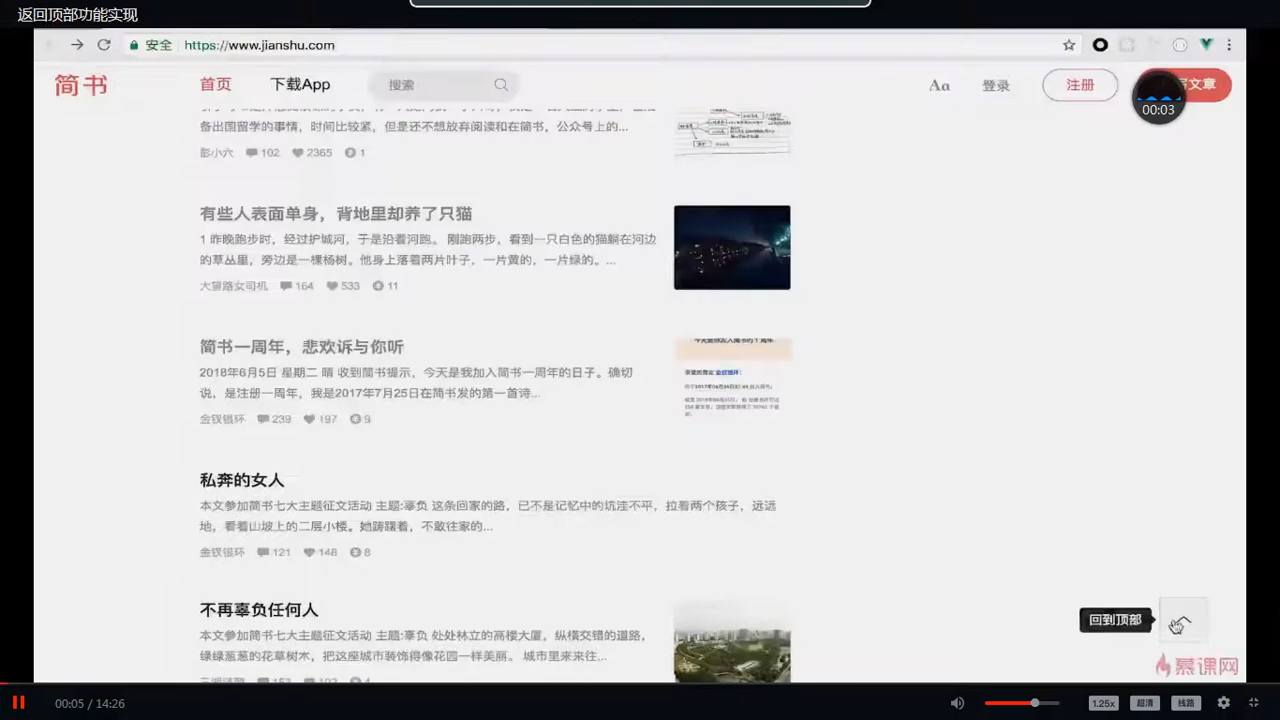 返回顶部功能实现
安全 https://www.jianshu.com
简书 首页 下载App 搜索 Aa 登录 注册 写文章
00:03
备出国留学的事情，时间比较紧，但是还不想放弃阅读和在简书，公众号上的...
彭小六 102 2365 1
有些人表面单身，背地里却养了只猫
1 昨晚跑步时，经过护城河，于是沿着河跑。 刚跑两步，看到一只白色的猫躺在河边
的草丛里，旁边是一棵杨树。他身上落着两片叶子，一片黄的，一片绿的。...
164 533 11
简书一周年，悲欢诉与你听
2018年6月5日 星期二 晴 收到简书提示，今天是我加入简书一周年的日子。确切
说，是注册一周年，我是2017年7月25日在简书发的第一首诗...
金钗银环 239 197 9
私奔的女人
本文参加简书七大主题征文活动 主题:辜负 这条回家的路，已不是记忆中的坑洼不平，拉着两个孩子，远远
地，看着山坡上的二层小楼。她踌躇着，不敢往家的...
金钗银环 121 148 8
不再辜负任何人
本文参加简书七大主题征文活动 主题:辜负 处处林立的高楼大厦，纵横交错的道路，
绿绿葱葱的花草树木，把这座城市装饰得像花园一样美丽。 城市里来来往...
回到顶部
慕课网
00:05 / 14:26 1.25x 超清 线路